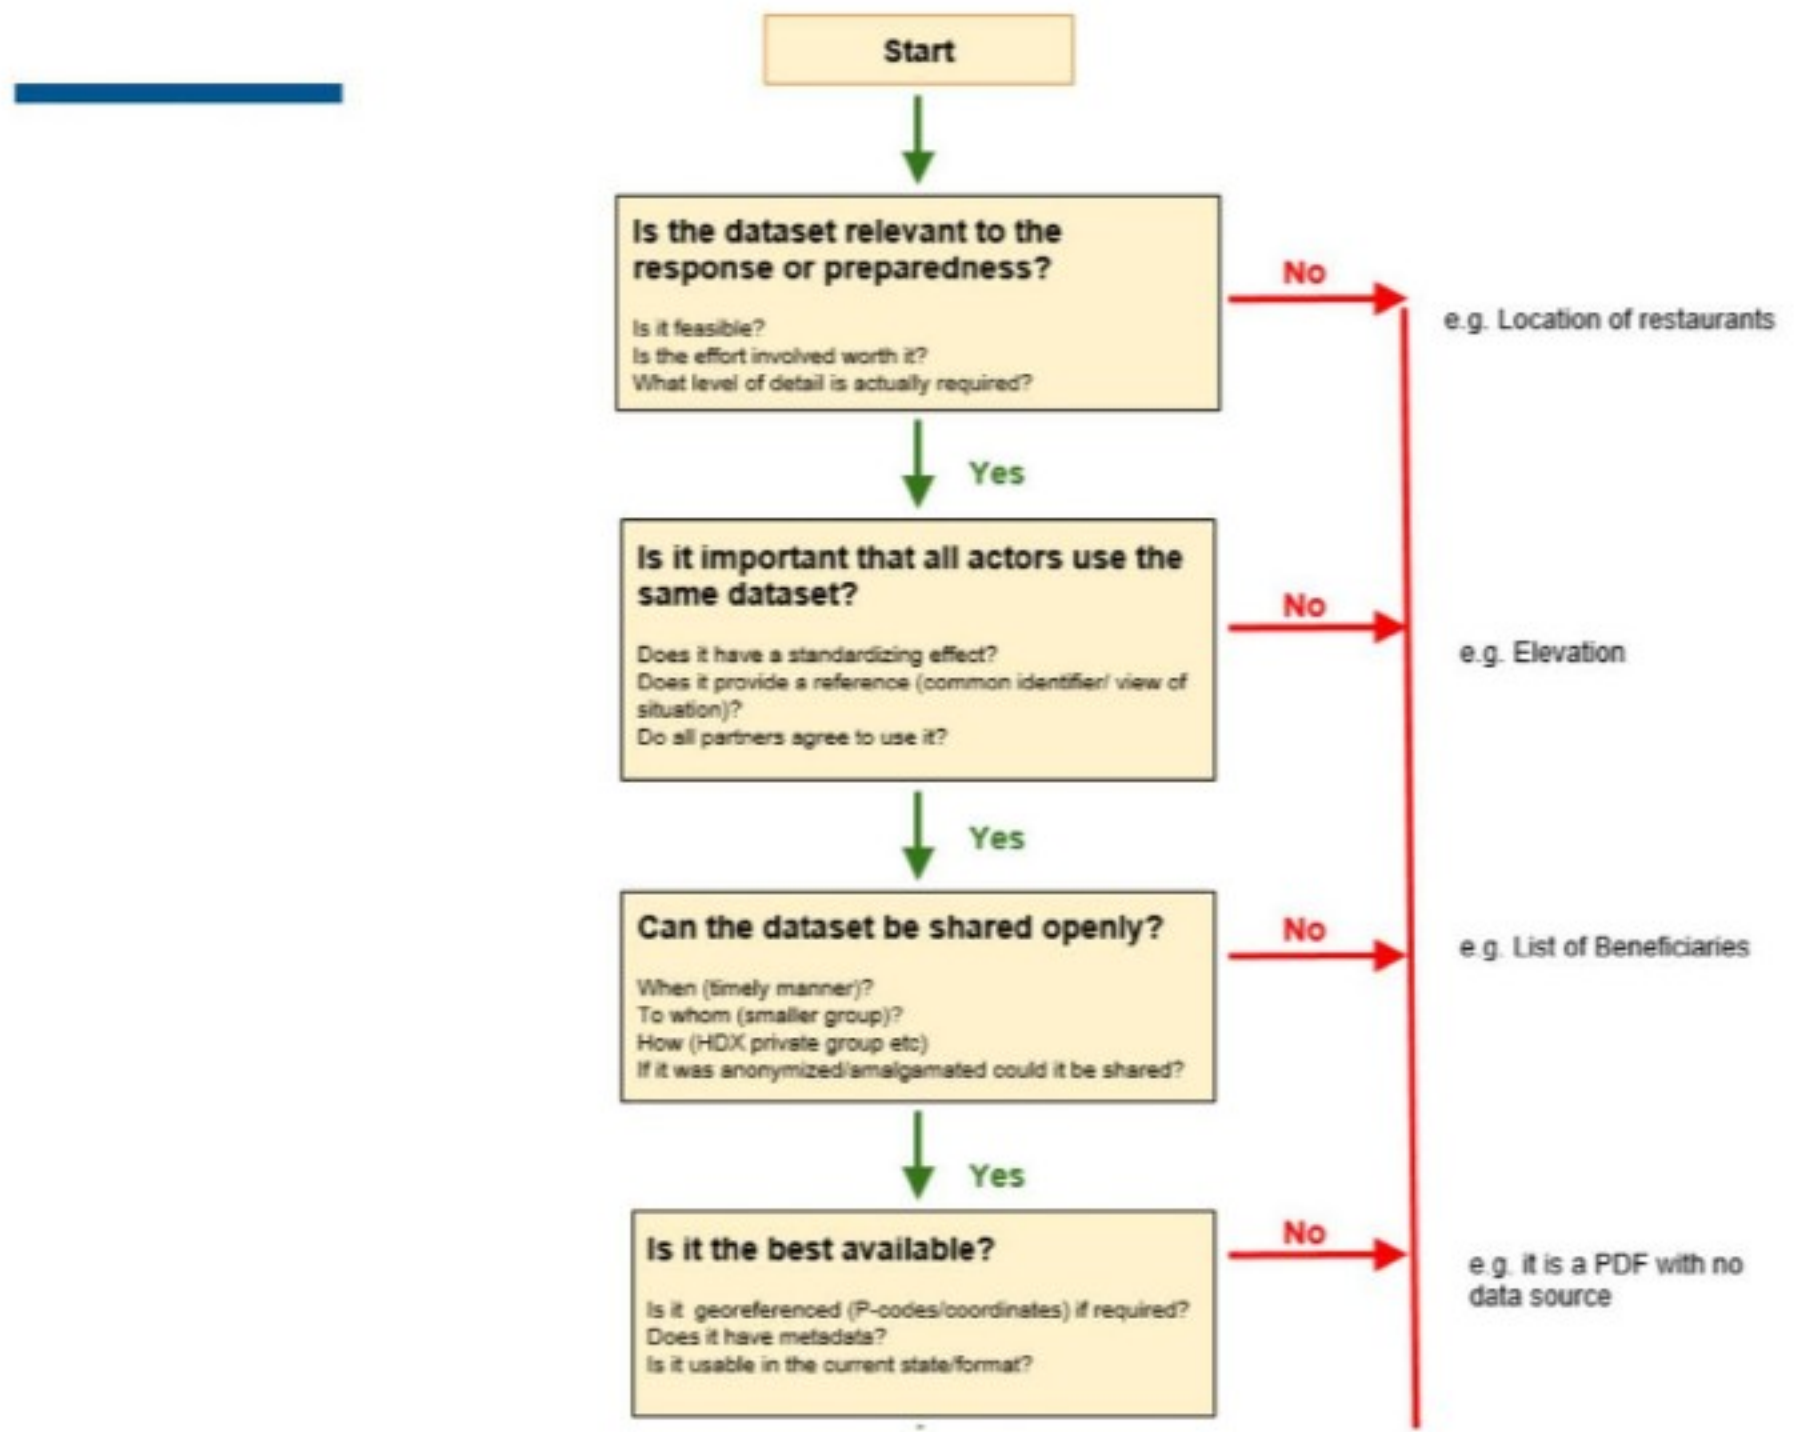 Start
Is the dataset relevant to the
response or preparedness?
Is it feasible?
Is the effort involved worth it?
What level of detail is actually required?
No
e.g. Location of restaurants
Yes
Is it important that all actors use the
same dataset?
Does it have a standardizing effect?
Does it provide a reference (common identifier/ view of
situation)?
Do all partners agree to use it?
No
e.g. Elevation
Yes
Can the dataset be shared openly?
When (timely manner)?
To whom (smaller group)?
How (HDX private group etc)
If it was anonymized/amalgamated could it be shared?
No
e.g. List of Beneficiaries
Yes
Is it the best available?
Is it georeferenced (P-codes/coordinates) if required?
Does it have metadata?
Is it usable in the current state/format?
No
e.g. it is a PDF with no
data source